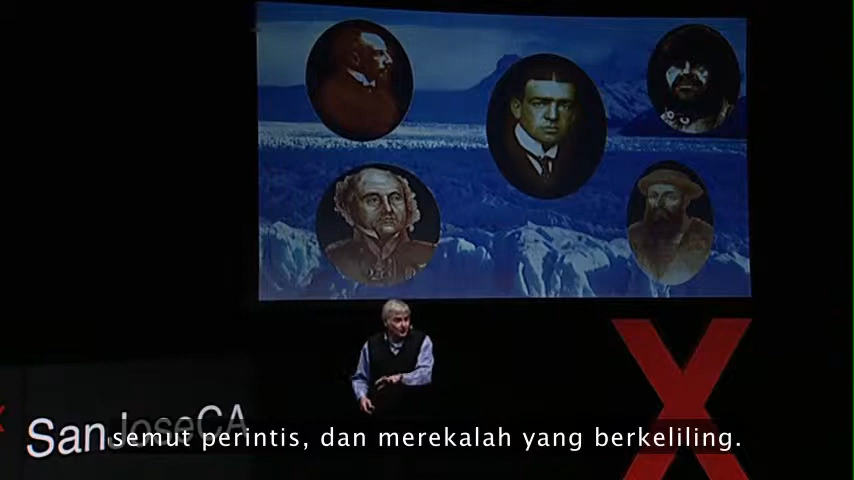 X
SanJoseCA
semut perintis, dan merekalah yang berkeliling.